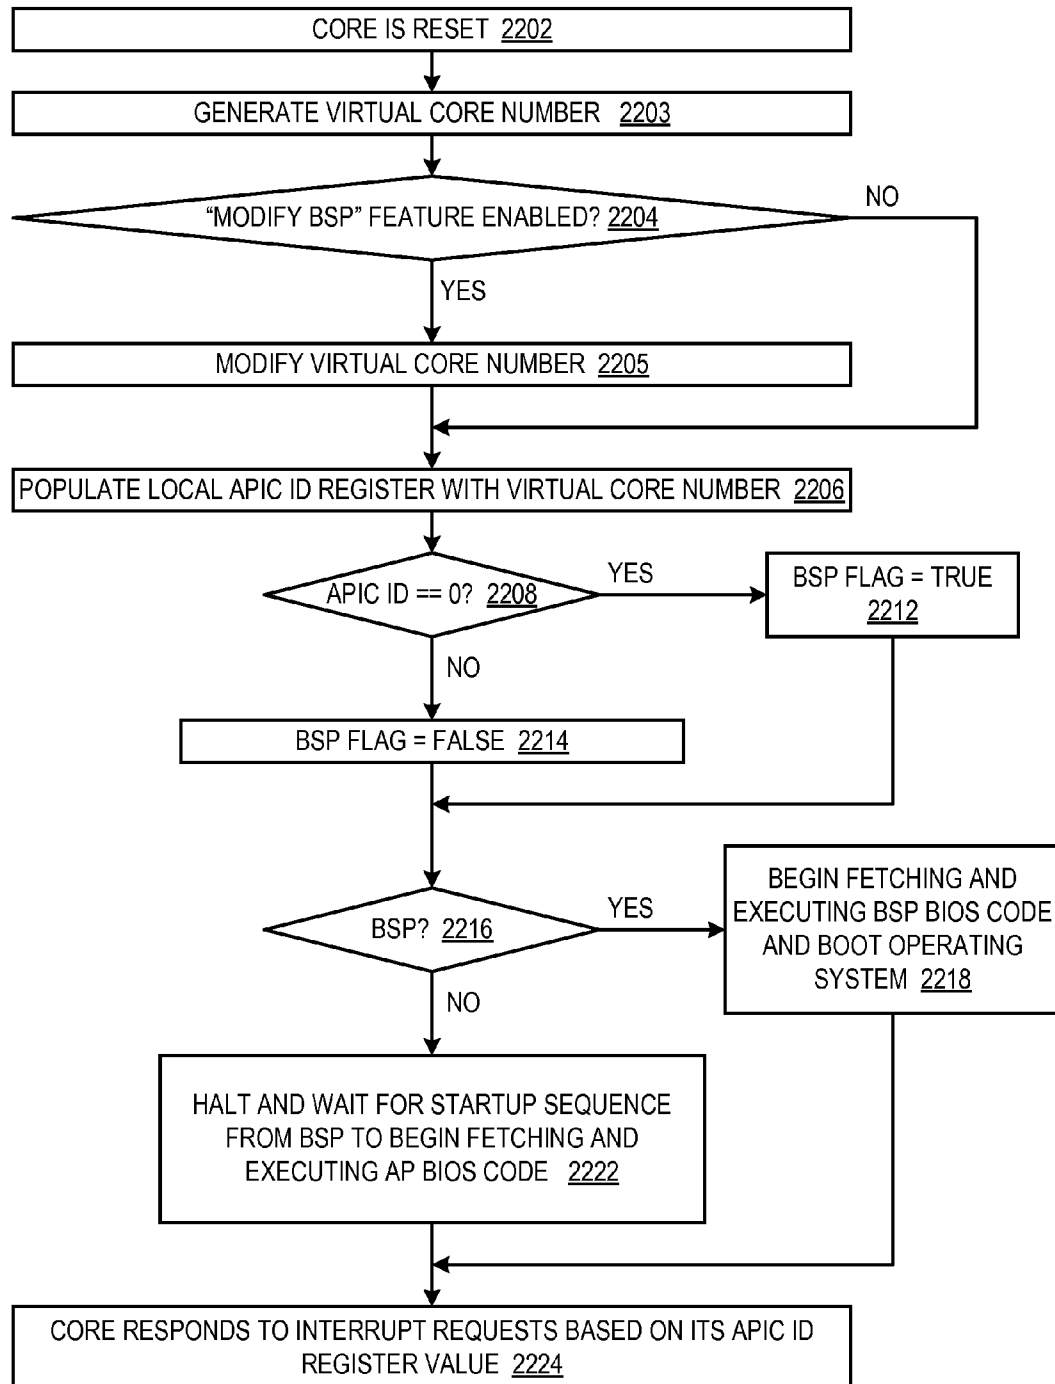 CORE IS RESET 2202
GENERATE VIRTUAL CORE NUMBER 2203
"MODIFY BSP" FEATURE ENABLED? 2204
NO
YES
MODIFY VIRTUAL CORE NUMBER 2205
POPULATE LOCAL APIC ID REGISTER WITH VIRTUAL CORE NUMBER 2206
APIC ID == 0? 2208
YES
BSP FLAG = TRUE
2212
NO
BSP FLAG = FALSE 2214
BSP? 2216
YES
BEGIN FETCHING AND
EXECUTING BSP BIOS CODE
AND BOOT OPERATING
SYSTEM 2218
NO
HALT AND WAIT FOR STARTUP SEQUENCE
FROM BSP TO BEGIN FETCHING AND
EXECUTING AP BIOS CODE 2222
CORE RESPONDS TO INTERRUPT REQUESTS BASED ON ITS APIC ID
REGISTER VALUE 2224